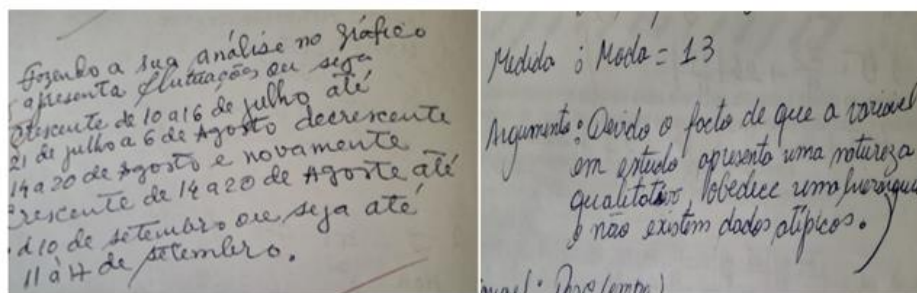 Fazendo a sua análise no gráfico
apresenta flutuações ou seja
crescente de 10 a 16 de julho até
31 de julho a 6 de Agosto decrescente
14 a 20 de Agosto e novamente
crescente de 14 a 20 de Agosto até
10 de setembro ou seja até
11 à 17 de setembro.
Medida : Moda = 13
Argumento: Devido o facto de que a variável
em estudo apresenta uma natureza
qualitativa, obedece uma hierarquia
e não existem dados atípicos.